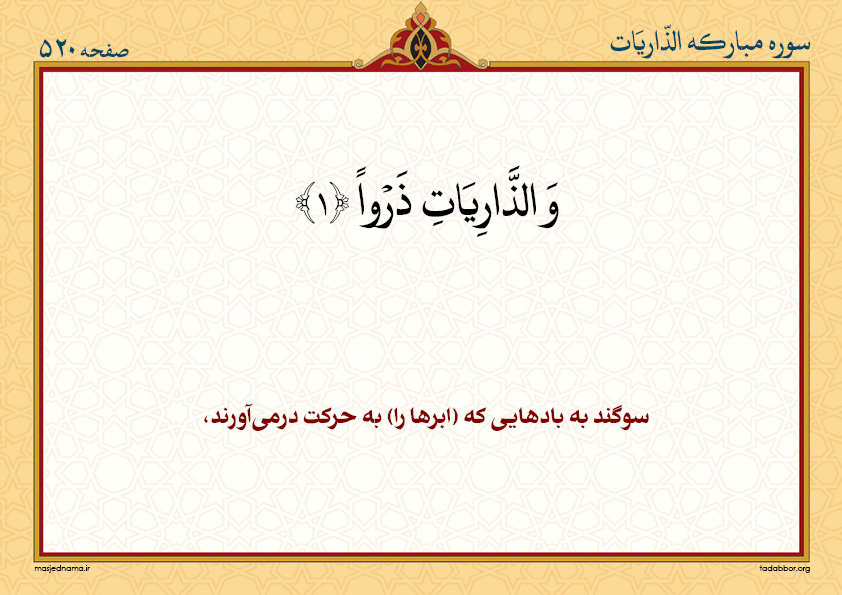 سوره مبارکه الذّاریَات
صفحه ۵۲۰
وَ الذَّارِيَاتِ ذَرْواً ﴿۱﴾
سوگند به بادهایی که (ابرها را) به حرکت درمی‌آورند،
masjednama.ir
tadabbor.org